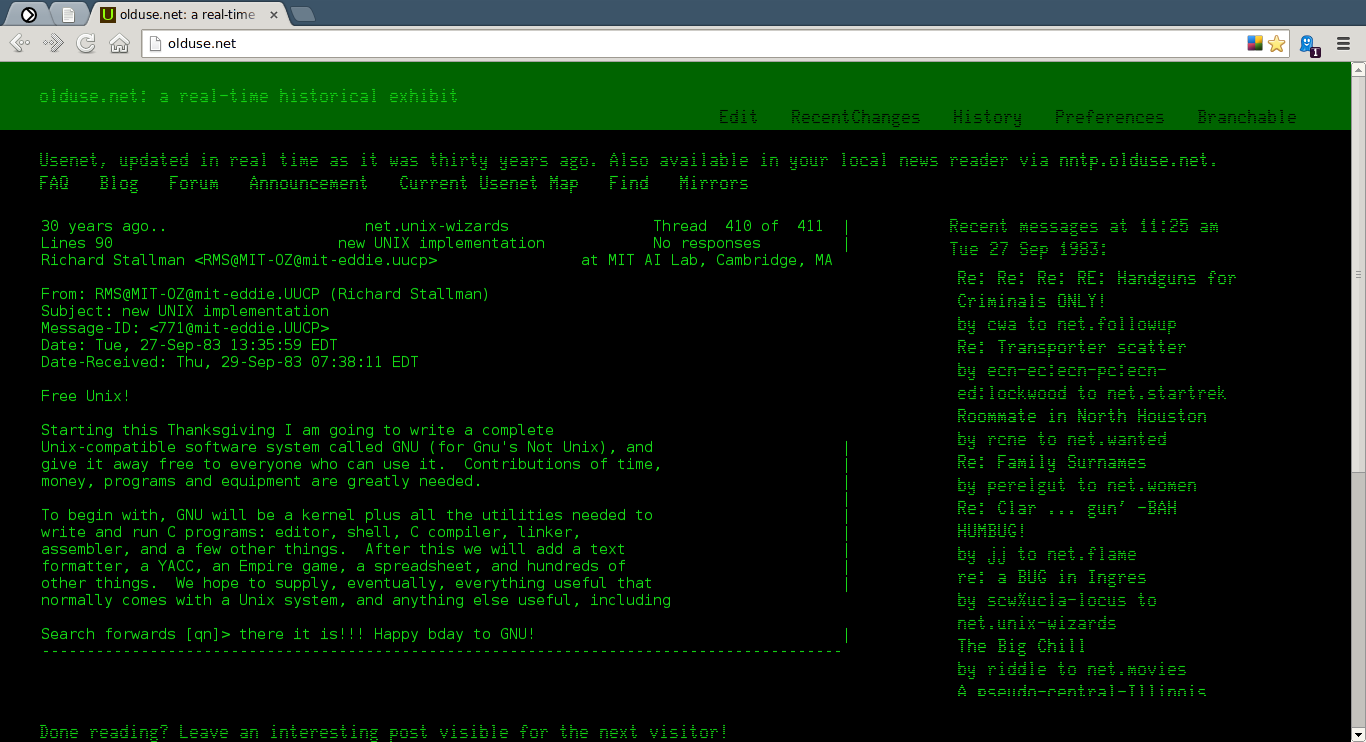 olduse.net: a real-time
olduse.net
1
olduse.net: a real-time historical exhibit
Edit RecentChanges History Preferences Branchable
Usenet, updated in real time as it was thirty years ago. Also available in your local news reader via nntp.olduse.net.
FAQ Blog Forum Announcement Current Usenet Map Find Mirrors
30 years ago.. net.unix-wizards Thread 410 of 411 |
Lines 90 new UNIX implementation No responses |
Richard Stallman <RMS@MIT-OZ@mit-eddie.uucp> at MIT AI Lab, Cambridge, MA
From: RMS@MIT-OZ@mit-eddie.UUCP (Richard Stallman)
Subject: new UNIX implementation
Message-ID: <771@mit-eddie.UUCP>
Date: Tue, 27-Sep-83 13:35:59 EDT
Date-Received: Thu, 29-Sep-83 07:38:11 EDT
Free Unix!
Starting this Thanksgiving I am going to write a complete
Unix-compatible software system called GNU (for Gnu's Not Unix), and |
give it away free to everyone who can use it.  Contributions of time, |
money, programs and equipment are greatly needed. |
|
To begin with, GNU will be a kernel plus all the utilities needed to |
write and run C programs: editor, shell, C compiler, linker, |
assembler, and a few other things.  After this we will add a text |
formatter, a YACC, an Empire game, a spreadsheet, and hundreds of |
other things.  We hope to supply, eventually, everything useful that |
normally comes with a Unix system, and anything else useful, including
Search forwards [qn]> there it is!!! Happy bday to GNU! |
----------------------------------------------------------------------------------------
Recent messages at 11:25 am
Tue 27 Sep 1983:
Re: Re: Re: RE: Handguns for
Criminals ONLY!
by cwa to net.followup
Re: Transporter scatter
by ecn-ec:ecn-pc:ecn-
ed:lockwood to net.startrek
Roommate in North Houston
by rcne to net.wanted
Re: Family Surnames
by perelgut to net.women
Re: Clar ... gun' -BAH
HUMBUG!
by jj to net.flame
re: a BUG in Ingres
by scw%ucla-locus to
net.unix-wizards
The Big Chill
by riddle to net.movies
A pseudo-central-Illinois
Done reading? Leave an interesting post visible for the next visitor!